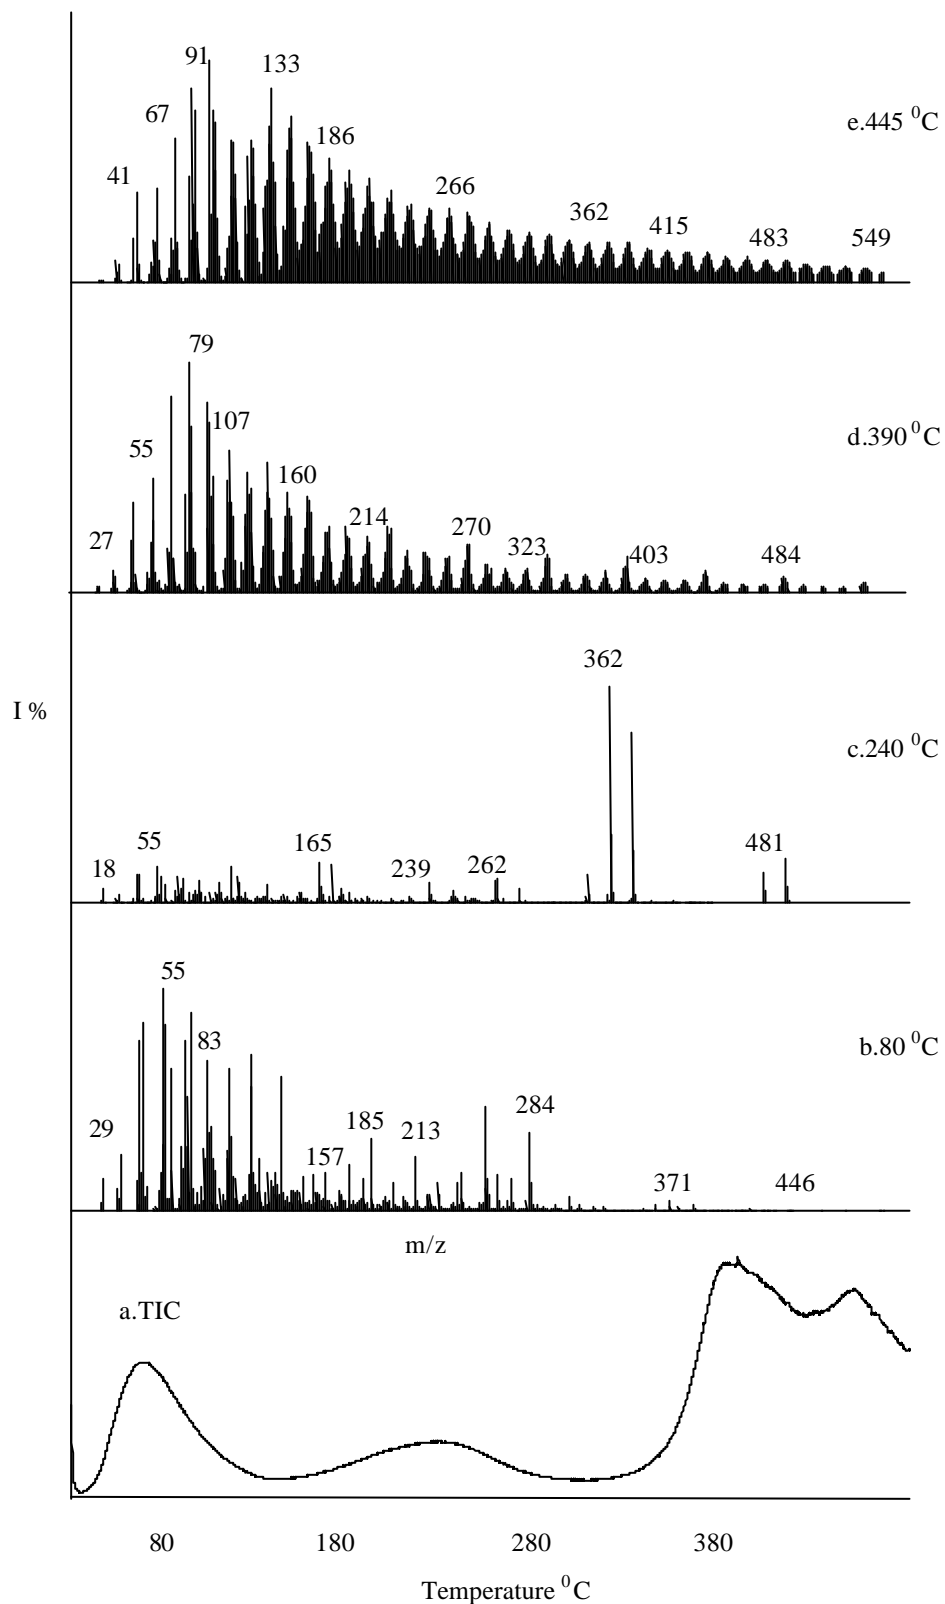 91 133
67 186
41 266 362 415 483 549
e.445 ⁰C
79
107
55 160
27 214 270 323 403 484
d.390 ⁰C
362
I %
c.240 ⁰C
18 55 165 239 262 481
55
83
b.80 ⁰C
29 157 185 213 284 371 446
m/z
a.TIC
80 180 280 380
Temperature ⁰C